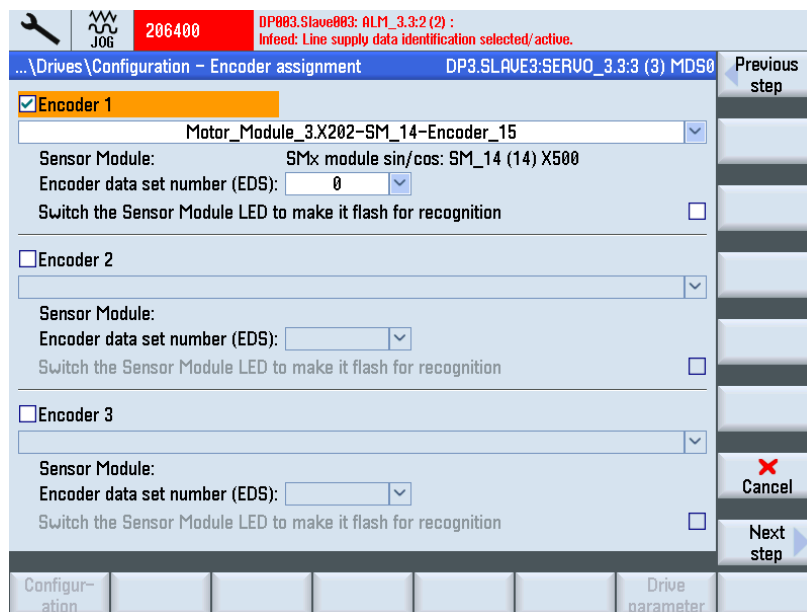 JOG
206400
DP003.Slave003: ALM_3.3:2 (2) :
Infeed: Line supply data identification selected/active.
...\Drives\Configuration - Encoder assignment
DP3.SLAVE3:SERVO_3.3:3 (3) MDS0
Previous
step
Encoder 1
Motor_Module_3.X202-SM_14-Encoder_15
Sensor Module:
SMx module sin/cos: SM_14 (14) X500
Encoder data set number (EDS):
0
Switch the Sensor Module LED to make it flash for recognition
Encoder 2
Sensor Module:
Encoder data set number (EDS):
Switch the Sensor Module LED to make it flash for recognition
Encoder 3
Sensor Module:
Encoder data set number (EDS):
Switch the Sensor Module LED to make it flash for recognition
Cancel
Next
step
Configur-
ation
Drive
parameter